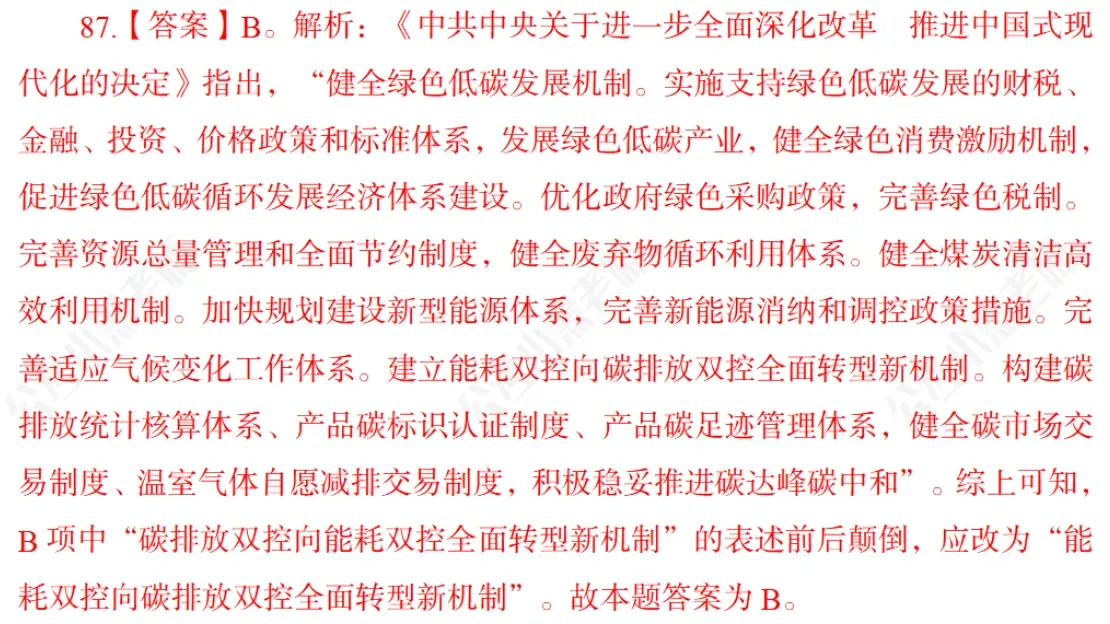 87.【答案】B。解析：《中共中央关于进一步全面深化改革　推进中国式现
代化的决定》指出，“健全绿色低碳发展机制。实施支持绿色低碳发展的财税、
金融、投资、价格政策和标准体系，发展绿色低碳产业，健全绿色消费激励机制，
促进绿色低碳循环发展经济体系建设。优化政府绿色采购政策，完善绿色税制。
完善资源总量管理和全面节约制度，健全废弃物循环利用体系。健全煤炭清洁高
效利用机制。加快规划建设新型能源体系，完善新能源消纳和调控政策措施。完
善适应气候变化工作体系。建立能耗双控向碳排放双控全面转型新机制。构建碳
排放统计核算体系、产品碳标识认证制度、产品碳足迹管理体系，健全碳市场交
易制度、温室气体自愿减排交易制度，积极稳妥推进碳达峰碳中和”。综上可知，
B 项中“碳排放双控向能耗双控全面转型新机制”的表述前后颠倒，应改为“能
耗双控向碳排放双控全面转型新机制”。故本题答案为 B。